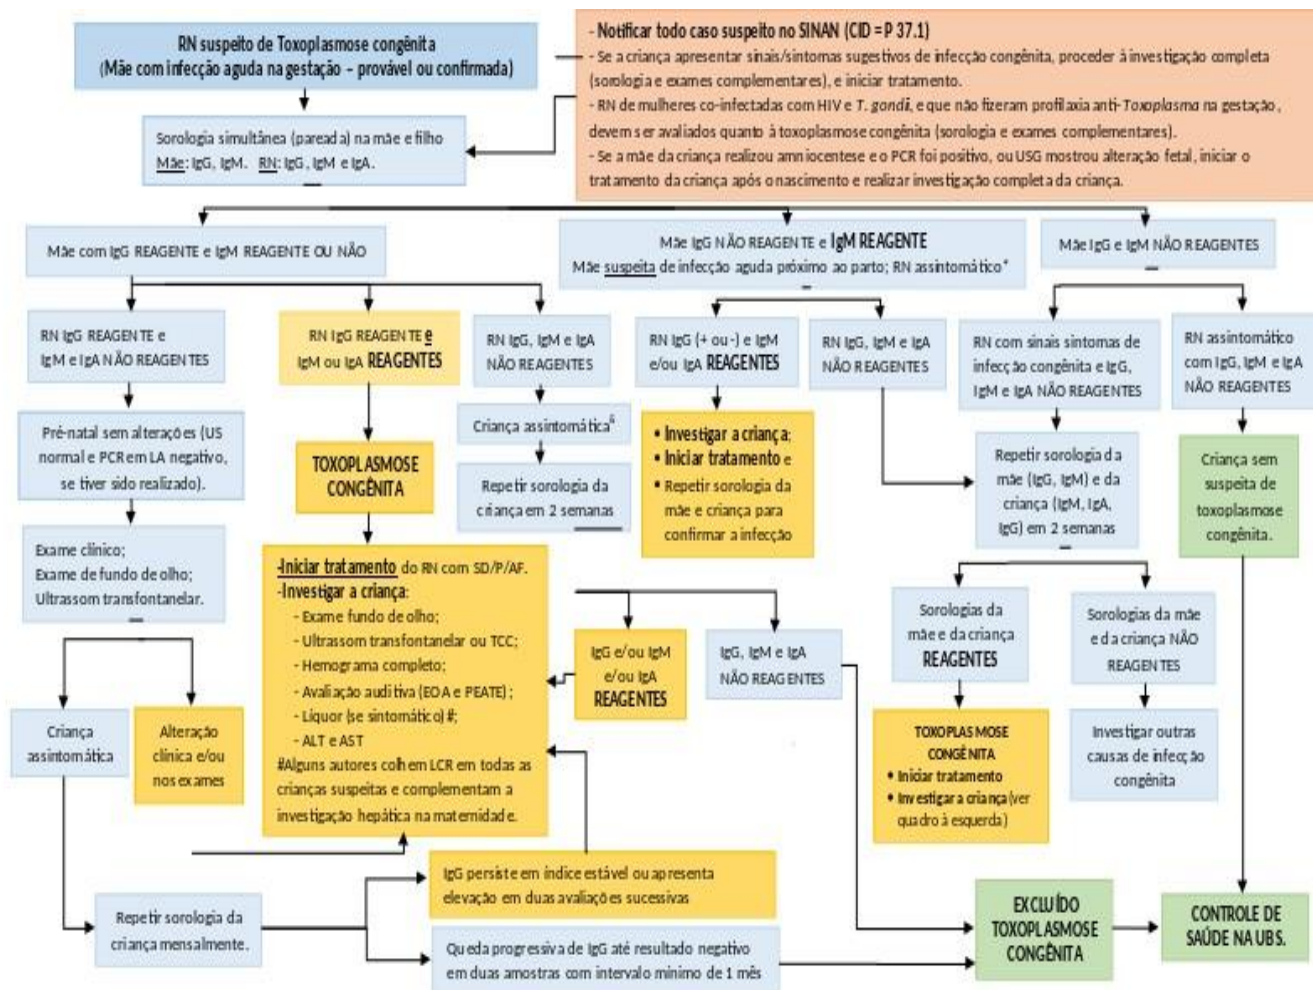 RN suspeito de Toxoplasmose congênita
(Mãe com infecção aguda na gestação – provável ou confirmada)
- Notificar todo caso suspeito no SINAN (CID = P 37.1)
- Se a criança apresentar sinais/sintomas sugestivos de infecção congênita, proceder à investigação completa
(sorologia e exames complementares), e iniciar tratamento.
- RN de mulheres co-infectadas com HIV e T. gondii, e que não fizeram profilaxia anti-Toxoplasma na gestação,
devem ser avaliados quanto à toxoplasmose congênita (sorologia e exames complementares).
- Se a mãe da criança realizou amniocentese e o PCR foi positivo, ou USG mostrou alteração fetal, iniciar o
tratamento da criança após o nascimento e realizar investigação completa da criança.
Sorologia simultânea (pareada) na mãe e filho
Mãe: IgG, IgM. RN: IgG, IgM e IgA.
Mãe com IgG REAGENTE e IgM REAGENTE OU NÃO
Mãe IgG NÃO REAGENTE e IgM REAGENTE
Mãe suspeita de infecção aguda próximo ao parto; RN assintomático*
Mãe IgG e IgM NÃO REAGENTES
RN IgG REAGENTE e
IgM e IgA NÃO REAGENTES
RN IgG REAGENTE e
IgM ou IgA REAGENTES
RN IgG, IgM e IgA
NÃO REAGENTES
RN IgG (+ ou -) e IgM
e/ou IgA REAGENTES
RN IgG, IgM e IgA
NÃO REAGENTES
RN com sinais sintomas de
infecção congênita e IgG,
IgM e IgA NÃO REAGENTES
RN assintomático
com IgG, IgM e IgA
NÃO REAGENTES
Pré-natal sem alterações (US
normal e PCR em LA negativo,
se tiver sido realizado).
TOXOPLASMOSE
CONGÊNITA
Criança assintomática&
Repetir sorologia da
criança em 2 semanas
• Investigar a criança;
• Iniciar tratamento e
• Repetir sorologia da
mãe e criança para
confirmar a infecção
Repetir sorologia da
mãe (IgG, IgM) e da
criança (IgM, IgA,
IgG) em 2 semanas
Criança sem
suspeita de
toxoplasmose
congênita.
Exame clínico;
Exame de fundo de olho;
Ultrassom transfontanelar.
-Iniciar tratamento do RN com SD/P/AF.
-Investigar a criança:
- Exame fundo de olho;
- Ultrassom transfontanelar ou TCC;
- Hemograma completo;
- Avaliação auditiva (EOA e PEATE);
- Liquor (se sintomático) #;
- ALT e AST
#Alguns autores colhem LCR em todas as
crianças suspeitas e complementam a
investigação hepática na maternidade.
IgG e/ou IgM
e/ou IgA
REAGENTES
IgG, IgM e IgA
NÃO REAGENTES
Sorologias da
mãe e da criança
REAGENTES
Sorologias da mãe
e da criança NÃO
REAGENTES
Criança
assintomática
Alteração
clínica e/ou
nos exames
TOXOPLASMOSE
CONGÊNITA
• Iniciar tratamento
• Investigar a criança (ver
quadro à esquerda)
Investigar outras
causas de infecção
congênita
Repetir sorologia da
criança mensalmente.
IgG persiste em índice estável ou apresenta
elevação em duas avaliações sucessivas
Queda progressiva de IgG até resultado negativo
em duas amostras com intervalo mínimo de 1 mês
EXCLUÍDO
TOXOPLASMOSE
CONGÊNITA
CONTROLE DE
SAÚDE NA UBS.